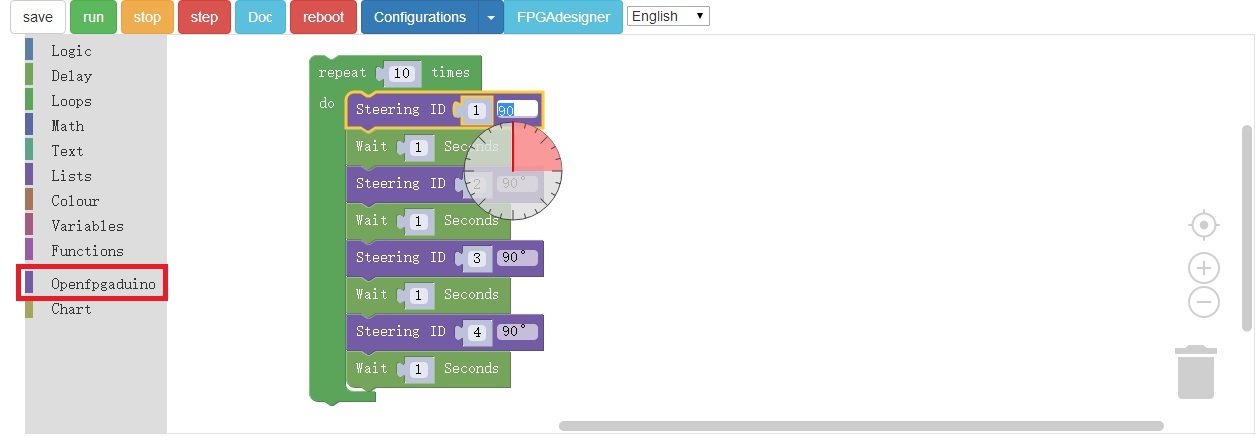 save run stop step Doc reboot Configurations FPGAdesigner English
Logic
Delay
Loops
Math
Text
Lists
Colour
Variables
Functions
Openfpgaduino
Chart
repeat 10 times
do Steering ID 1 90
Wait 1 Seconds
Steering ID 2 90°
Wait 1 Seconds
Steering ID 3 90°
Wait 1 Seconds
Steering ID 4 90°
Wait 1 Seconds